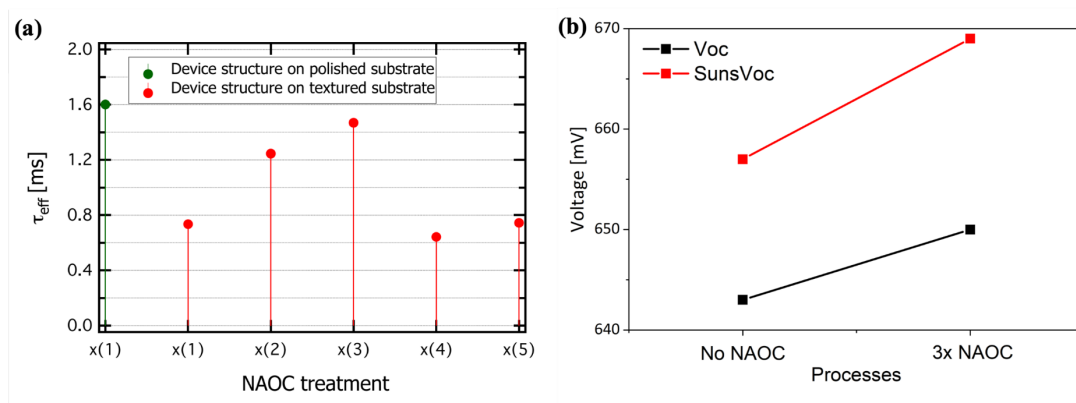 (a)
2.0
1.6
1.2
0.8
0.4
0.0
τeff [ms]
Device structure on polished substrate
Device structure on textured substrate
x(1) x(1) x(2) x(3) x(4) x(5)
NAOC treatment
(b)
670
660
650
640
Voltage [mV]
Voc
SunsVoc
No NAOC 3x NAOC
Processes